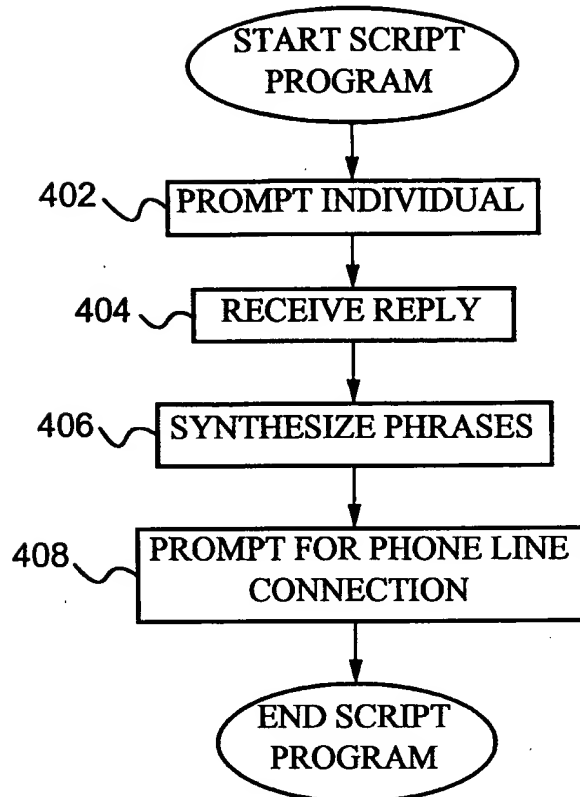 START SCRIPT
PROGRAM
402
PROMPT INDIVIDUAL
404
RECEIVE REPLY
406
SYNTHESIZE PHRASES
408
PROMPT FOR PHONE LINE
CONNECTION
END SCRIPT
PROGRAM